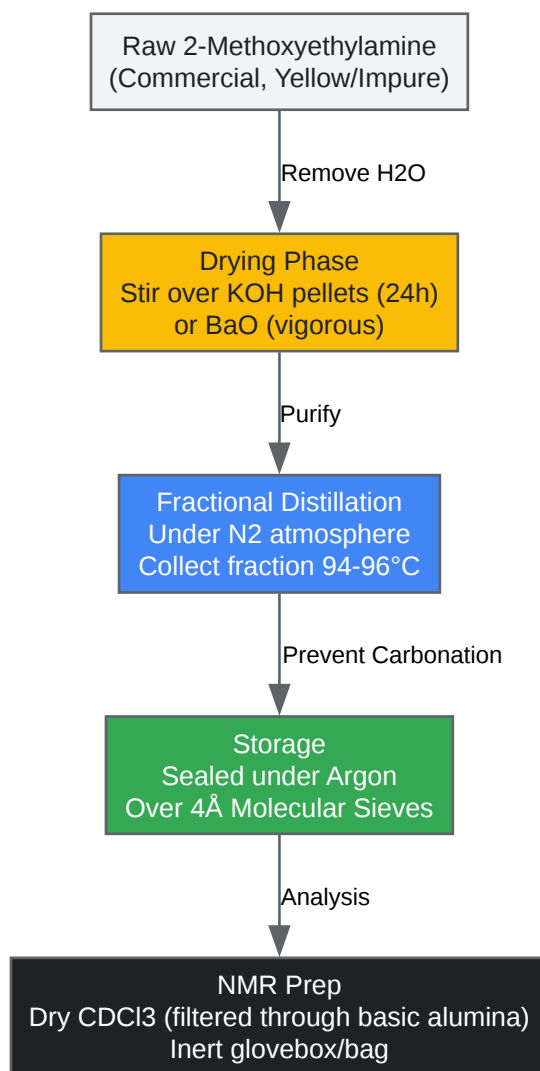 Raw 2-Methoxyethylamine
(Commercial, Yellow/Impure)
Remove H2O
Drying Phase
Stir over KOH pellets (24h)
or BaO (vigorous)
Purify
Fractional Distillation
Under N2 atmosphere
Collect fraction 94-96°C
Prevent Carbonation
Storage
Sealed under Argon
Over 4Å Molecular Sieves
Analysis
NMR Prep
Dry CDCl3 (filtered through basic alumina)
Inert glovebox/bag